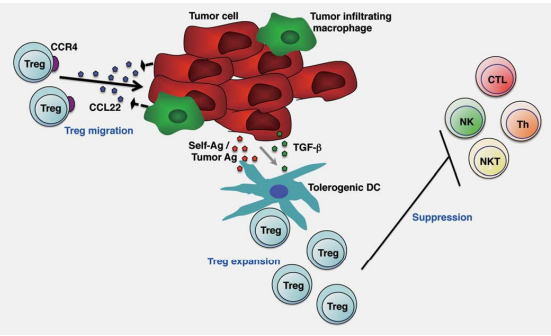 Tumor cell
Tumor infiltrating
macrophage
CCR4
Treg
CTL
Treg
CCL22
NK
Th
Treg migration
Self-Ag /
Tumor Ag
TGF-β
NKT
Tolerogenic DC
Treg
Suppression
Treg expansion
Treg
Treg
Treg